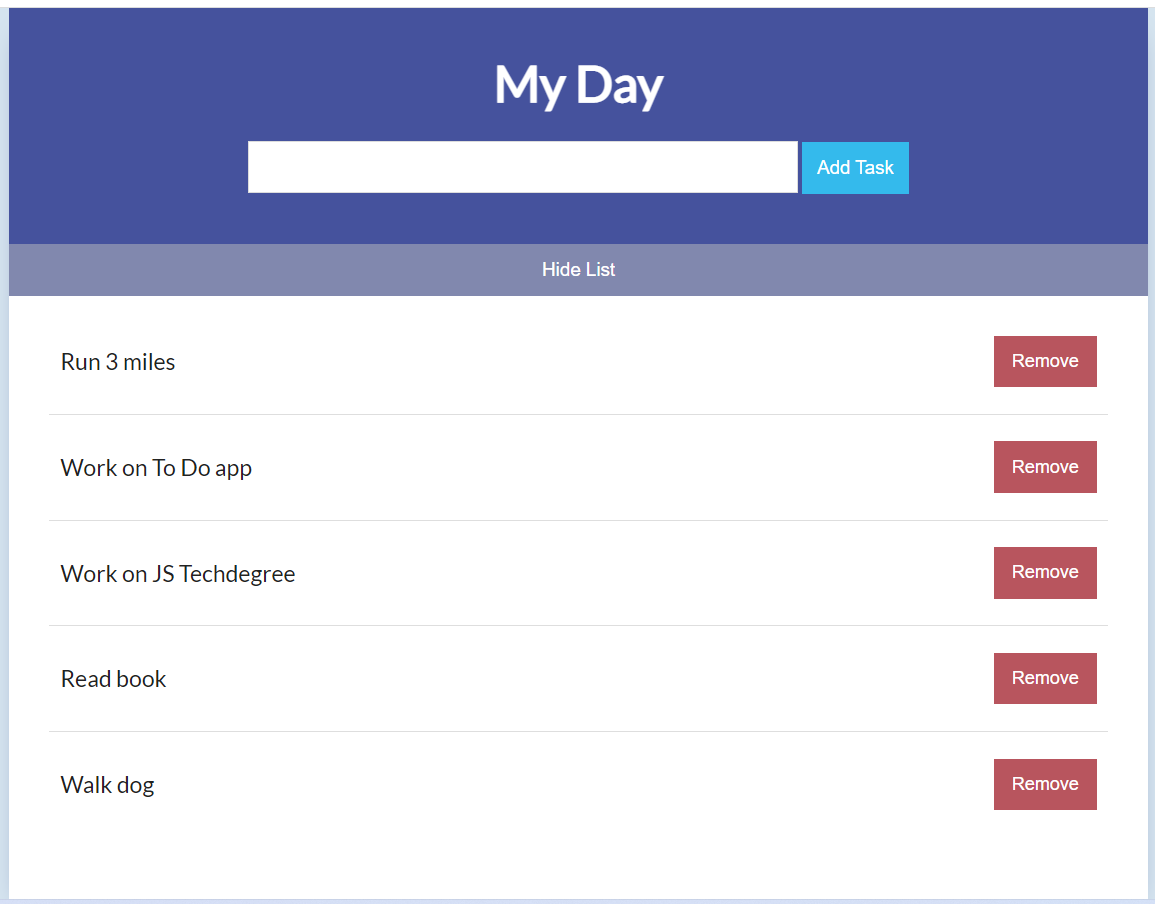 My Day
Add Task
Hide List
Run 3 miles
Remove
Work on To Do app
Remove
Work on JS Techdegree
Remove
Read book
Remove
Walk dog
Remove